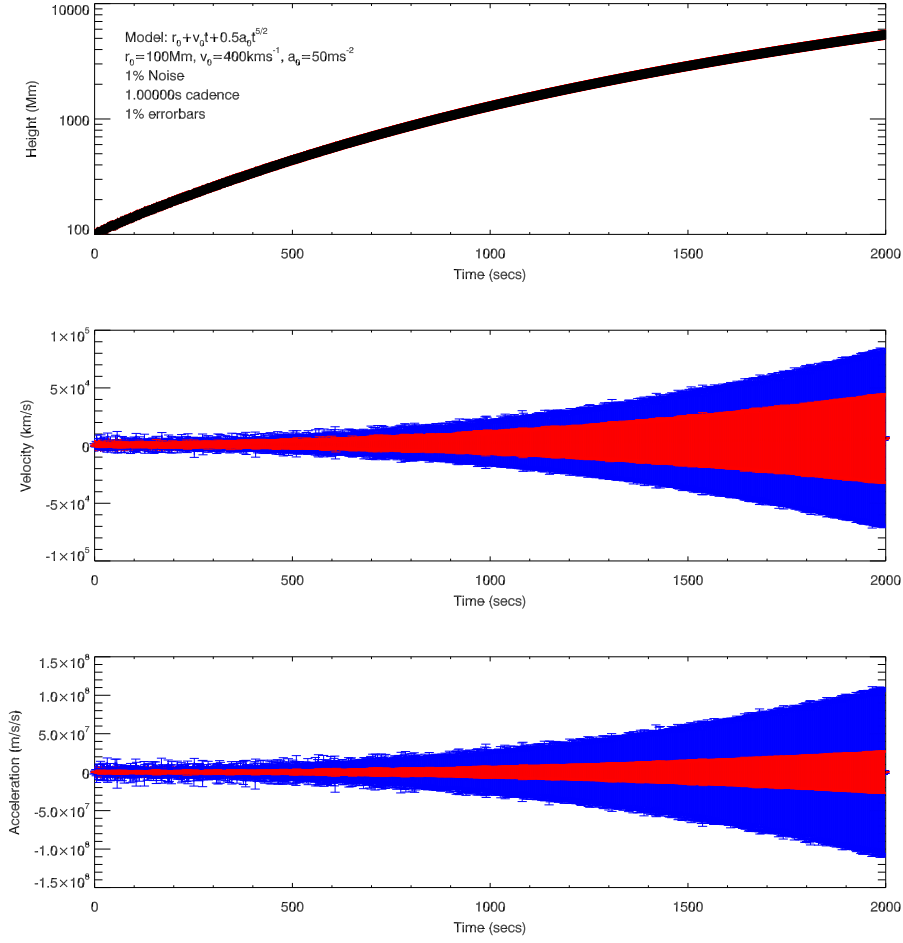 10000
1000
100
Height (Mm)
Model: r₀+v₀t+0.5a₀t^5/2
r₀=100Mm, v₀=400kms⁻¹, a₀=50ms⁻²
1% Noise
1.00000s cadence
1% errorbars
0 500 1000 1500 2000
Time (secs)
1×10⁵
5×10⁴
0
-5×10⁴
-1×10⁵
Velocity (km/s)
0 500 1000 1500 2000
Time (secs)
1.5×10⁸
1.0×10⁸
5.0×10⁷
0
-5.0×10⁷
-1.0×10⁸
-1.5×10⁸
Acceleration (m/s/s)
0 500 1000 1500 2000
Time (secs)